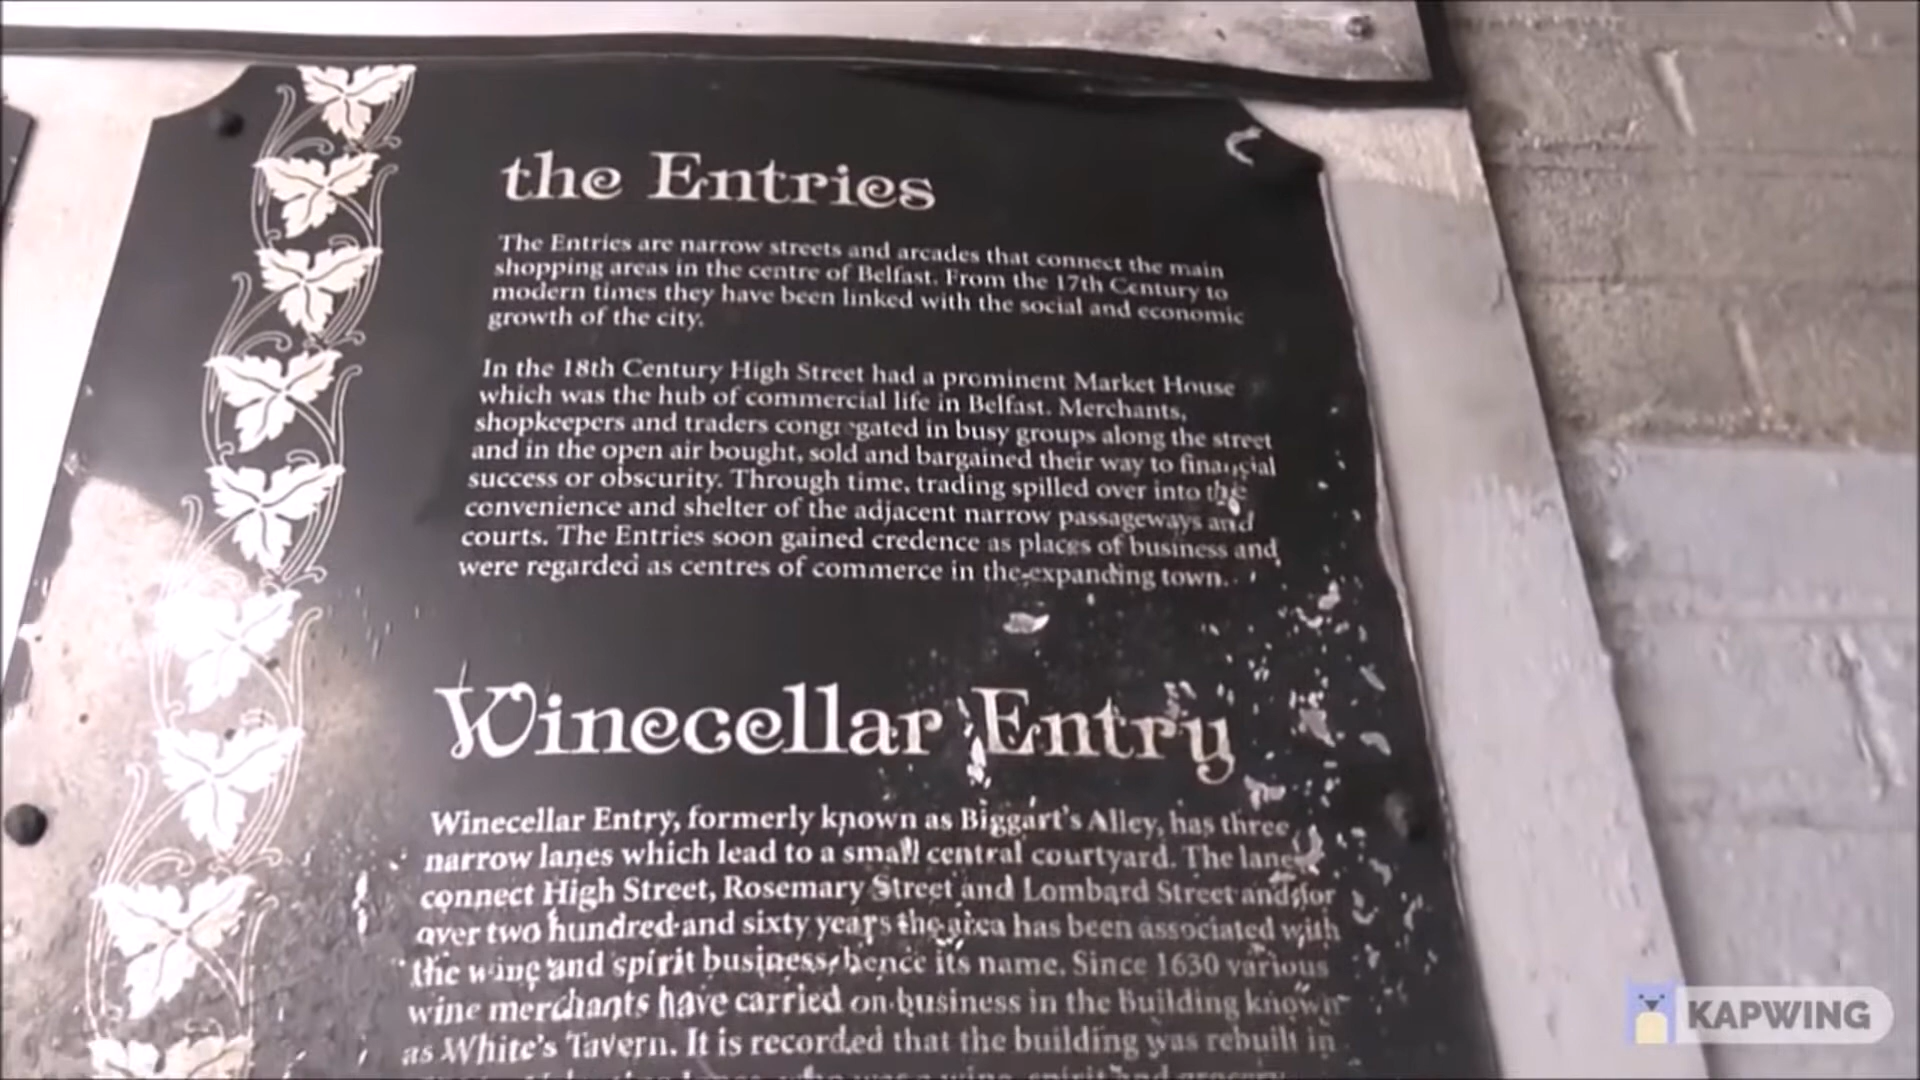 the Entries
The Entries are narrow streets and arcades that connect the main
shopping areas in the centre of Belfast. From the 17th Century to
modern times they have been linked with the social and economic
growth of the city.
In the 18th Century High Street had a prominent Market House
which was the hub of commercial life in Belfast. Merchants,
shopkeepers and traders congregated in busy groups along the street
and in the open air bought, sold and bargained their way to financial
success or obscurity. Through time, trading spilled over into the
convenience and shelter of the adjacent narrow passageways and
courts. The Entries soon gained credence as places of business and
were regarded as centres of commerce in the expanding town.
Winecellar Entry
Winecellar Entry, formerly known as Biggart's Alley, has three
narrow lanes which lead to a small central courtyard. The lanes
connect High Street, Rosemary Street and Lombard Street and for
over two hundred and sixty years the area has been associated with
the wine and spirit business, hence its name. Since 1630 various
wine merchants have carried on business in the building known
as White's Tavern. It is recorded that the building was rebuilt in
who was a wine, spirit and grocery
KAPWING